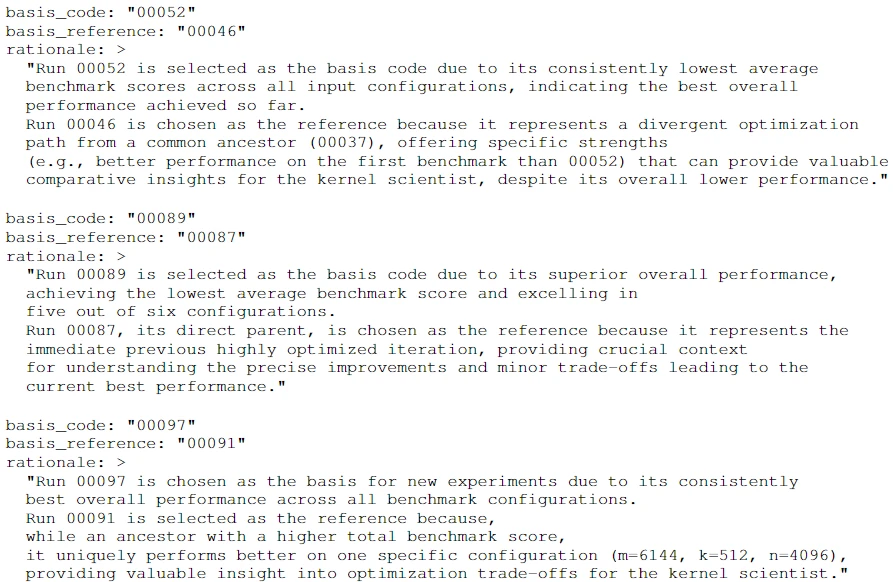 basis_code: "00052"
basis_reference: "00046"
rationale: >
"Run 00052 is selected as the basis code due to its consistently lowest average
benchmark scores across all input configurations, indicating the best overall
performance achieved so far.
Run 00046 is chosen as the reference because it represents a divergent optimization
path from a common ancestor (00037), offering specific strengths
(e.g., better performance on the first benchmark than 00052) that can provide valuable
comparative insights for the kernel scientist, despite its overall lower performance."

basis_code: "00089"
basis_reference: "00087"
rationale: >
"Run 00089 is selected as the basis code due to its superior overall performance,
achieving the lowest average benchmark score and excelling in
five out of six configurations.
Run 00087, its direct parent, is chosen as the reference because it represents the
immediate previous highly optimized iteration, providing crucial context
for understanding the precise improvements and minor trade-offs leading to the
current best performance."

basis_code: "00097"
basis_reference: "00091"
rationale: >
"Run 00097 is chosen as the basis for new experiments due to its consistently
best overall performance across all benchmark configurations.
Run 00091 is selected as the reference because,
while an ancestor with a higher total benchmark score,
it uniquely performs better on one specific configuration (m=6144, k=512, n=4096),
providing valuable insight into optimization trade-offs for the kernel scientist."